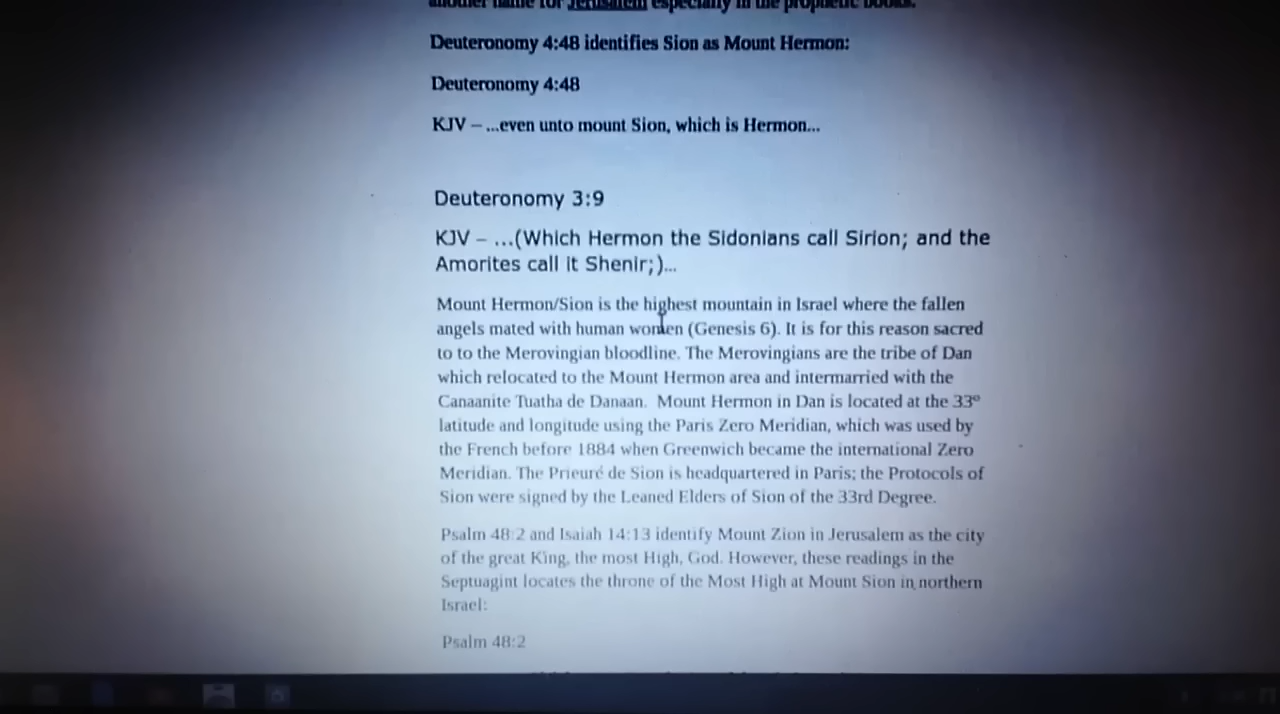 another name for Jerusalem especially in the prophetic books.
Deuteronomy 4:48 identifies Sion as Mount Hermon:
Deuteronomy 4:48
KJV – ...even unto mount Sion, which is Hermon...
Deuteronomy 3:9
KJV – ...(Which Hermon the Sidonians call Sirion; and the
Amorites call it Shenir;)...
Mount Hermon/Sion is the highest mountain in Israel where the fallen
angels mated with human women (Genesis 6). It is for this reason sacred
to to the Merovingian bloodline. The Merovingians are the tribe of Dan
which relocated to the Mount Hermon area and intermarried with the
Canaanite Tuatha de Danaan.  Mount Hermon in Dan is located at the 33°
latitude and longitude using the Paris Zero Meridian, which was used by
the French before 1884 when Greenwich became the international Zero
Meridian. The Prieuré de Sion is headquartered in Paris; the Protocols of
Sion were signed by the Leaned Elders of Sion of the 33rd Degree.
Psalm 48:2 and Isaiah 14:13 identify Mount Zion in Jerusalem as the city
of the great King, the most High, God. However, these readings in the
Septuagint locates the throne of the Most High at Mount Sion in northern
Israel:
Psalm 48:2